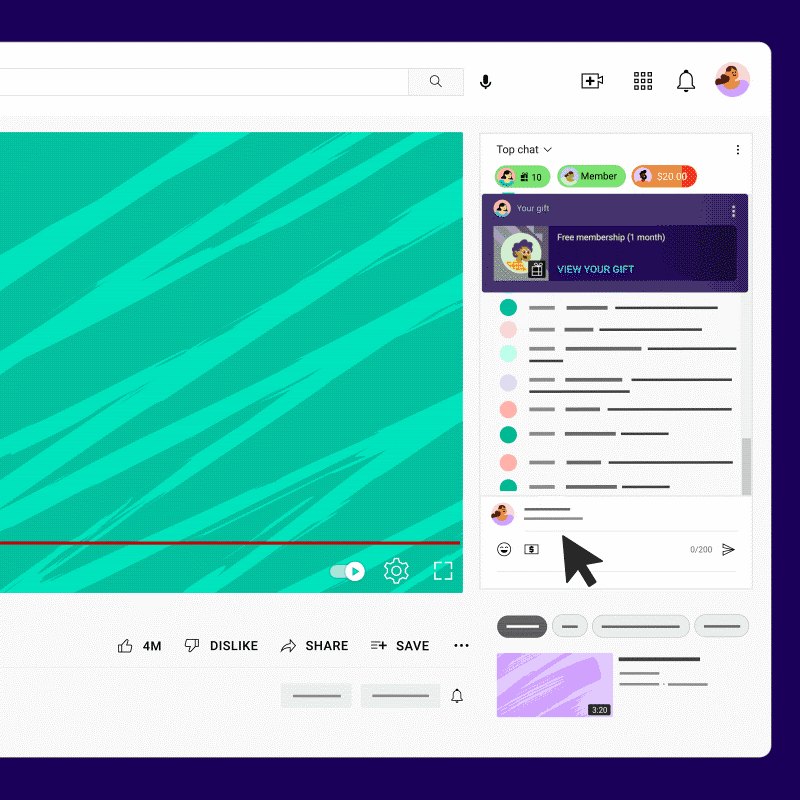 Top chat
10
Member
$20.00
Your gift
Free membership (1 month)
VIEW YOUR GIFT
$
0/200
4M
DISLIKE
SHARE
SAVE
3:20